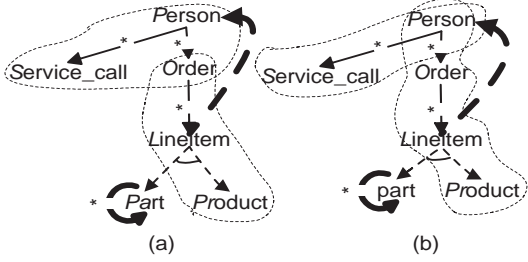 Person
*
*
Service_call
Order
*
LineItem
*
Part
Product
(a)
Person
*
*
Service_call
Order
*
LineItem
*
part
Product
(b)